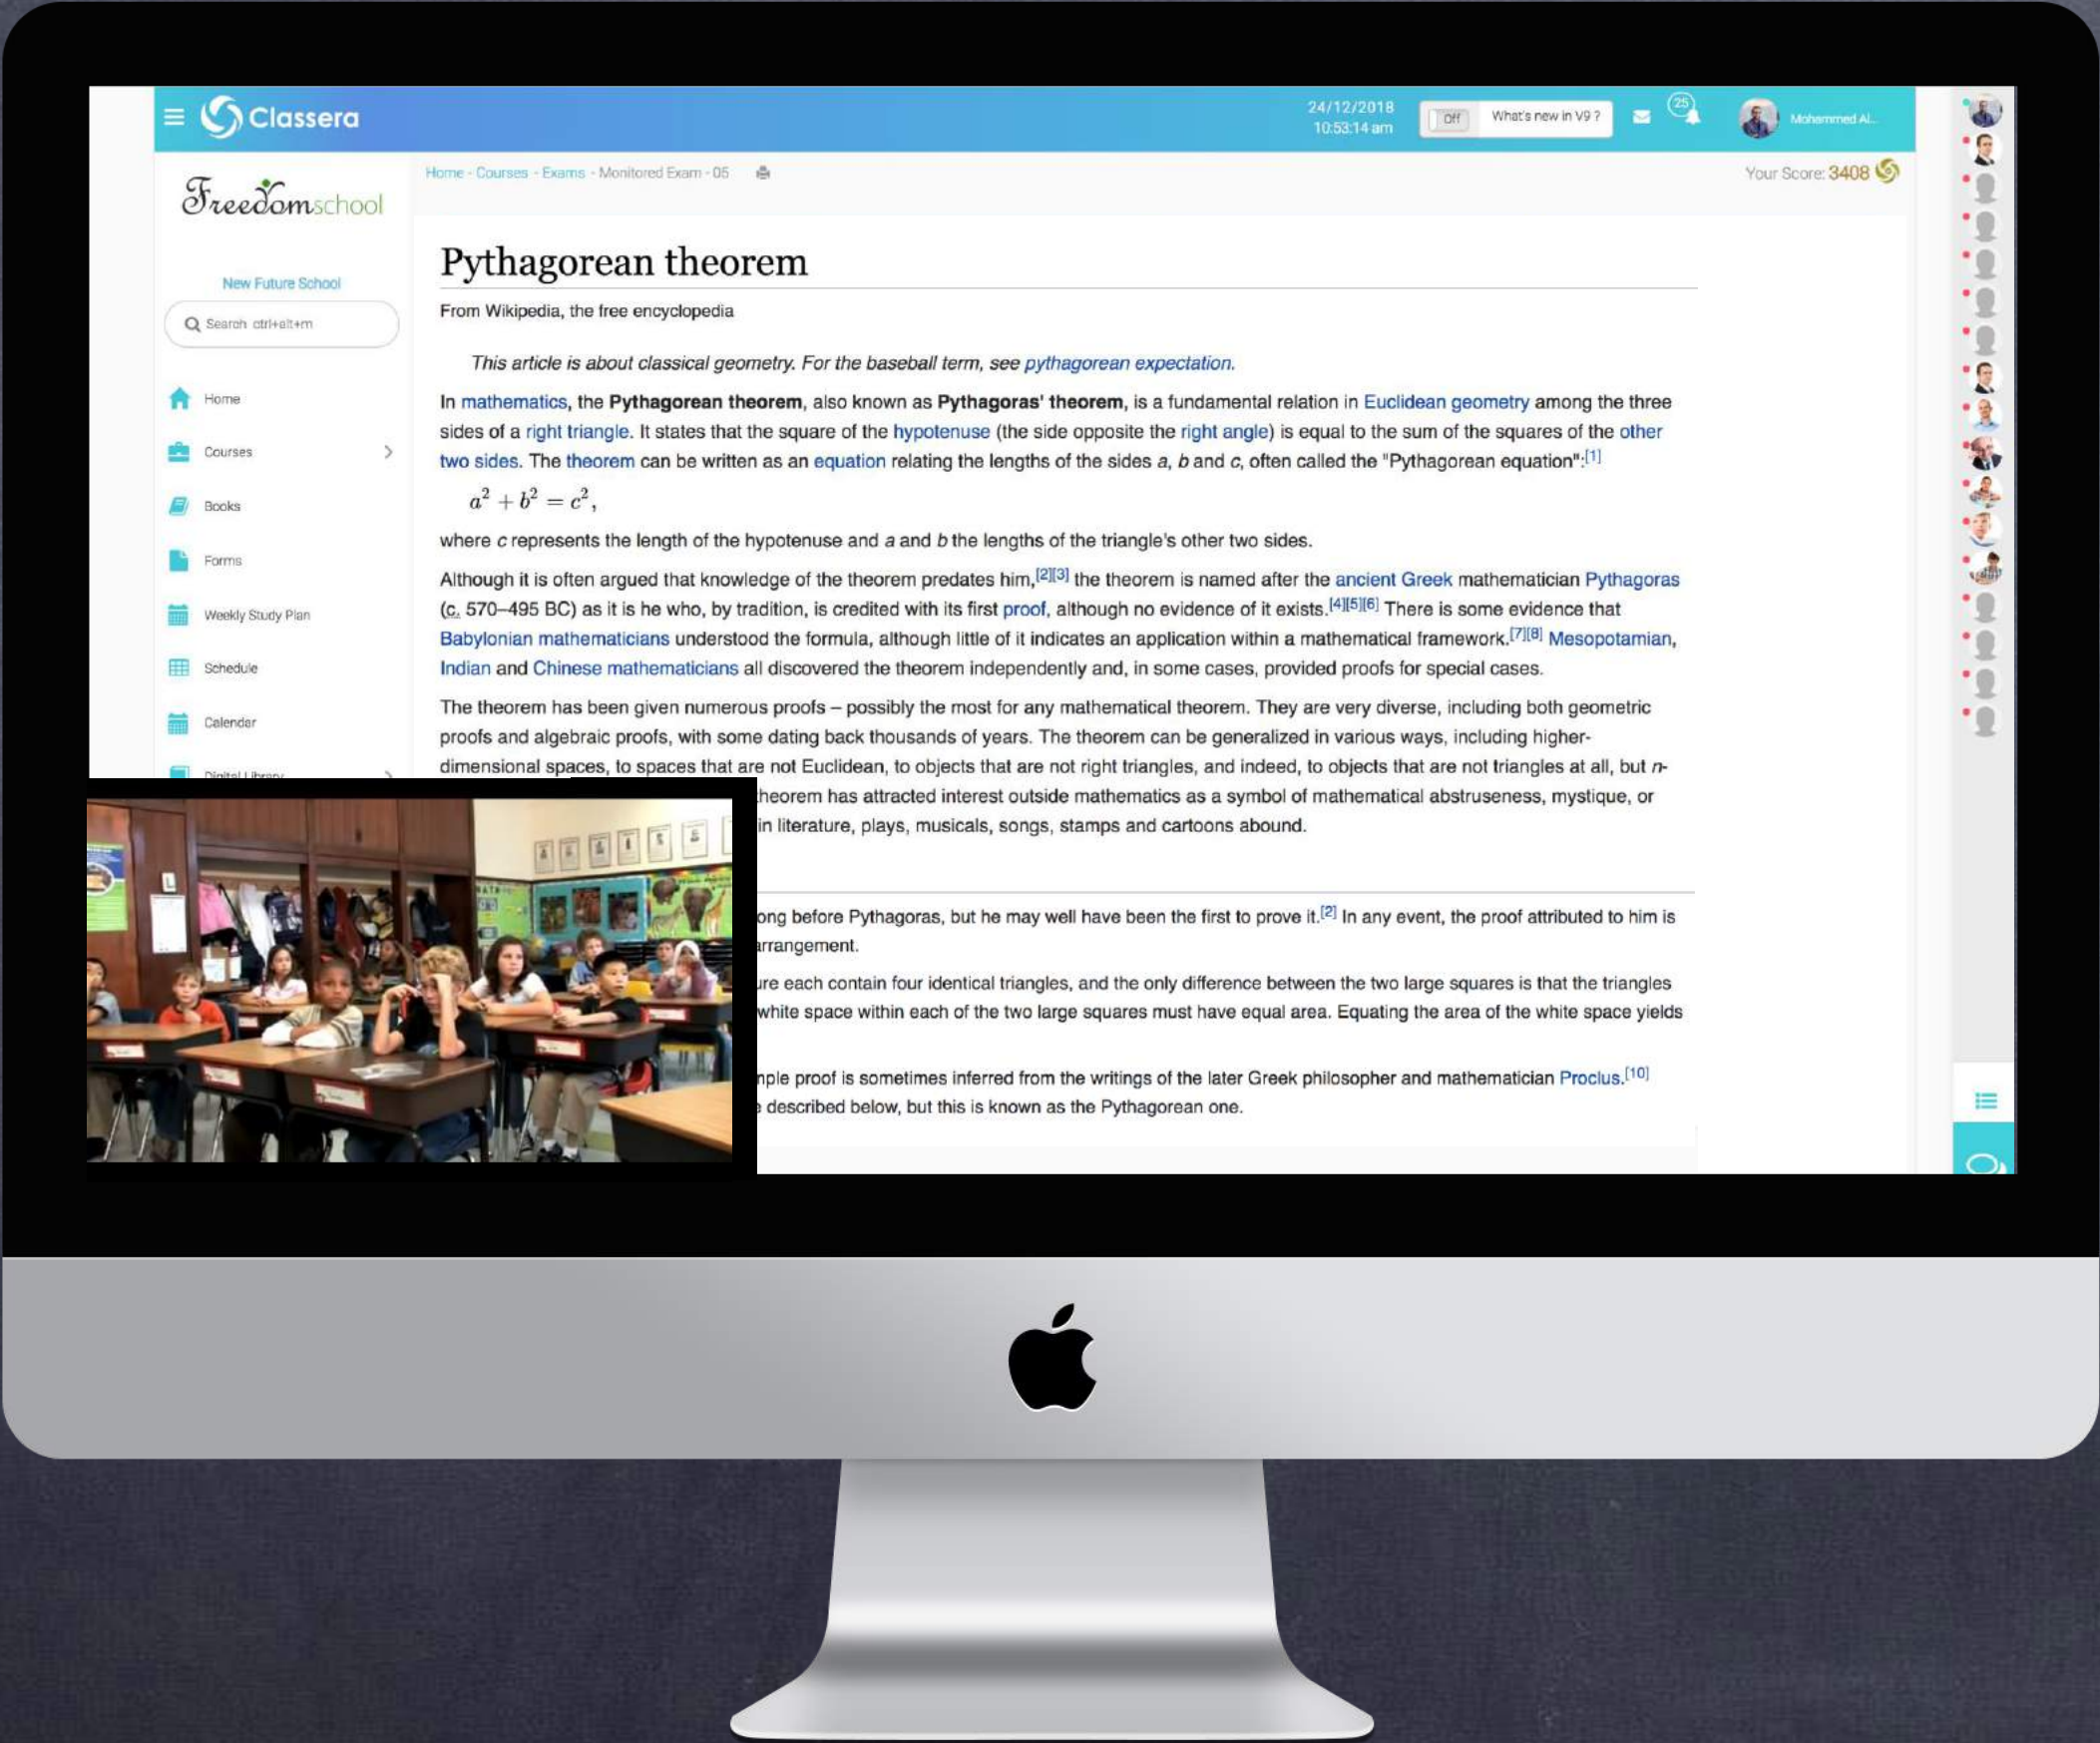 Classera
24/12/2018
10:53:14 am
Off
What's new in V9 ?
25
Mohammed Al...
Freedomschool
Home - Courses - Exams - Monitored Exam - 05
Your Score: 3408
New Future School
Search ctrl+alt+m
Home
Courses
Books
Forms
Weekly Study Plan
Schedule
Calendar
Digital Library
Pythagorean theorem
From Wikipedia, the free encyclopedia
This article is about classical geometry. For the baseball term, see pythagorean expectation.
In mathematics, the Pythagorean theorem, also known as Pythagoras' theorem, is a fundamental relation in Euclidean geometry among the three
sides of a right triangle. It states that the square of the hypotenuse (the side opposite the right angle) is equal to the sum of the squares of the other
two sides. The theorem can be written as an equation relating the lengths of the sides a, b and c, often called the "Pythagorean equation":[1]
a² + b² = c²,
where c represents the length of the hypotenuse and a and b the lengths of the triangle's other two sides.
Although it is often argued that knowledge of the theorem predates him,[2][3] the theorem is named after the ancient Greek mathematician Pythagoras
(c. 570–495 BC) as it is he who, by tradition, is credited with its first proof, although no evidence of it exists.[4][5][6] There is some evidence that
Babylonian mathematicians understood the formula, although little of it indicates an application within a mathematical framework.[7][8] Mesopotamian,
Indian and Chinese mathematicians all discovered the theorem independently and, in some cases, provided proofs for special cases.
The theorem has been given numerous proofs – possibly the most for any mathematical theorem. They are very diverse, including both geometric
proofs and algebraic proofs, with some dating back thousands of years. The theorem can be generalized in various ways, including higher-
dimensional spaces, to spaces that are not Euclidean, to objects that are not right triangles, and indeed, to objects that are not triangles at all, but n-
heorem has attracted interest outside mathematics as a symbol of mathematical abstruseness, mystique, or
in literature, plays, musicals, songs, stamps and cartoons abound.
ong before Pythagoras, but he may well have been the first to prove it.[2] In any event, the proof attributed to him is
arrangement.
ure each contain four identical triangles, and the only difference between the two large squares is that the triangles
white space within each of the two large squares must have equal area. Equating the area of the white space yields
nple proof is sometimes inferred from the writings of the later Greek philosopher and mathematician Proclus.[10]
described below, but this is known as the Pythagorean one.
MATH